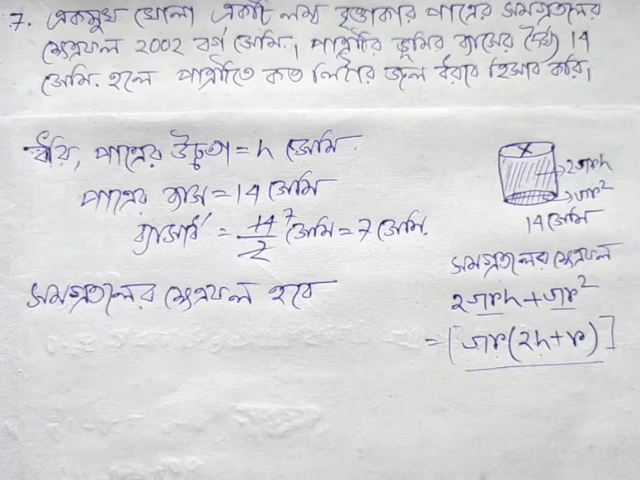 7. একমুখ খোলা একটি লম্ব বৃত্তাকার পাত্রের সমগ্রতলের
ক্ষেত্রফল 2002 বর্গ সেমি.। পাত্রটির ভূমির ব্যাসের দৈর্ঘ্য 14
সেমি. হলে পাত্রটিতে কত লিটার জল ধরবে হিসাব করি।
ধরি, পাত্রের উচ্চতা = h সেমি.
পাত্রের ব্যাস = 14 সেমি
ব্যাসার্ধ = 14/2 7 সেমি = 7 সেমি.
সমগ্রতলের ক্ষেত্রফল হবে
→ 2πrh
→ πr²
14 সেমি
সমগ্রতলের ক্ষেত্রফল
2πrh + πr²
= [πr(2h+r)]